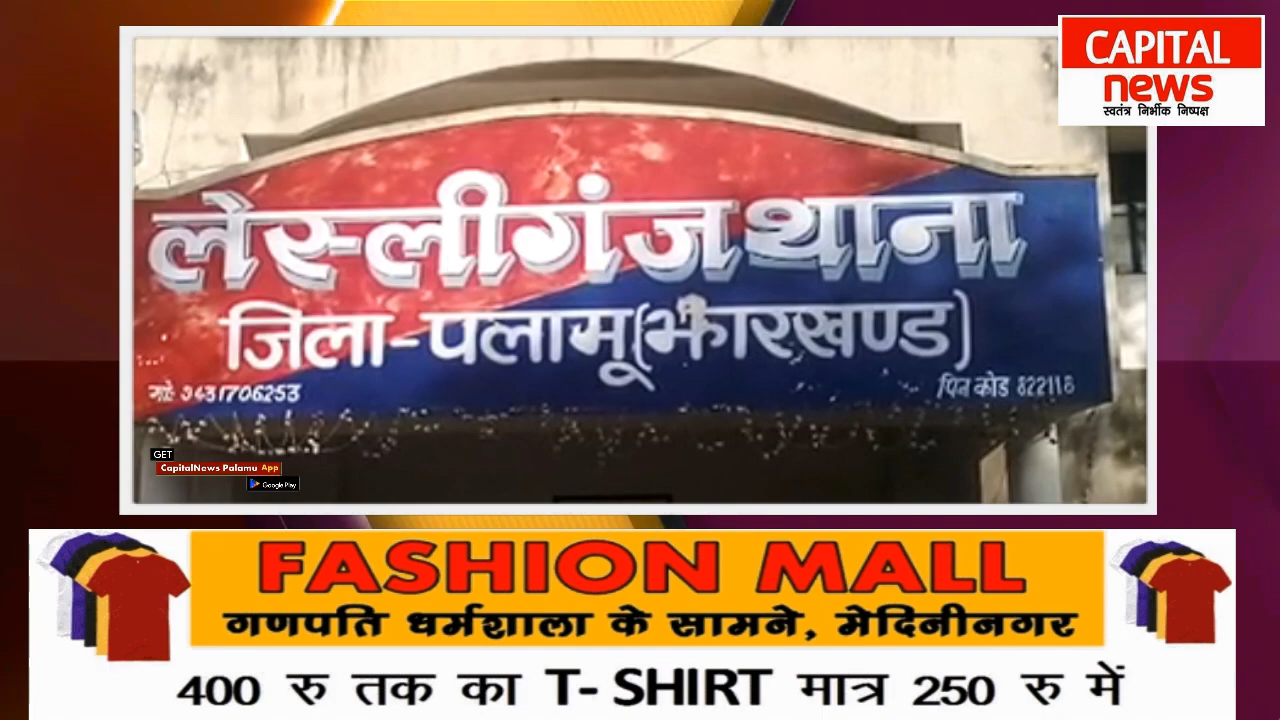 CAPITAL
news
स्वतंत्र निर्भीक निष्पक्ष
लेस्लीगंज थाना
जिला-पलामू(झारखण्ड)
मो: 9431706253
पिन कोड 822118
GET
CapitalNews Palamu App
Google Play
FASHION MALL
गणपति धर्मशाला के सामने, मेदिनीनगर
400 रु तक का T- SHIRT मात्र 250 रु में